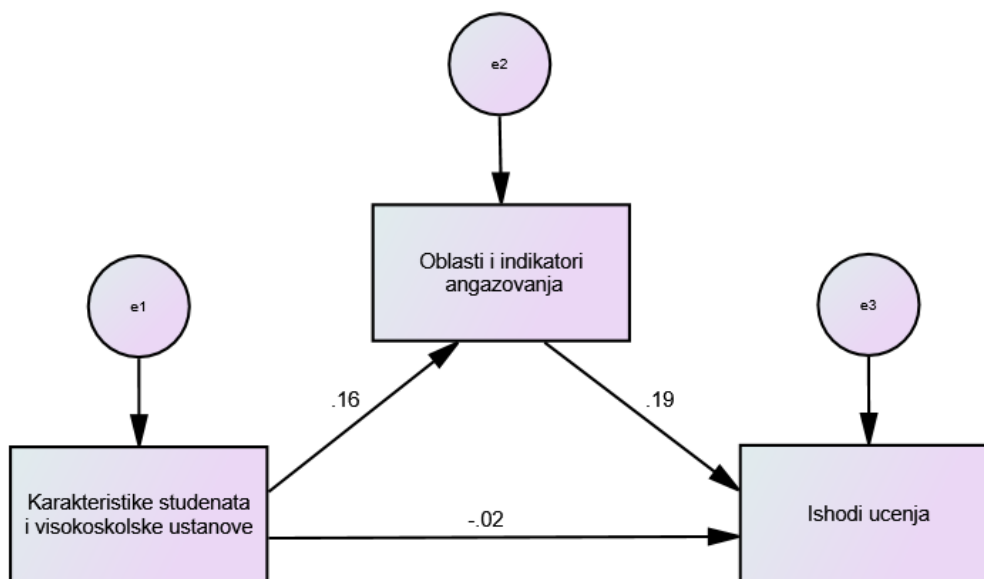 e2
Oblasti i indikatori
angazovanja
e1
e3
.16
.19
Karakteristike studenata
i visokoskolske ustanove
-.02
Ishodi ucenja